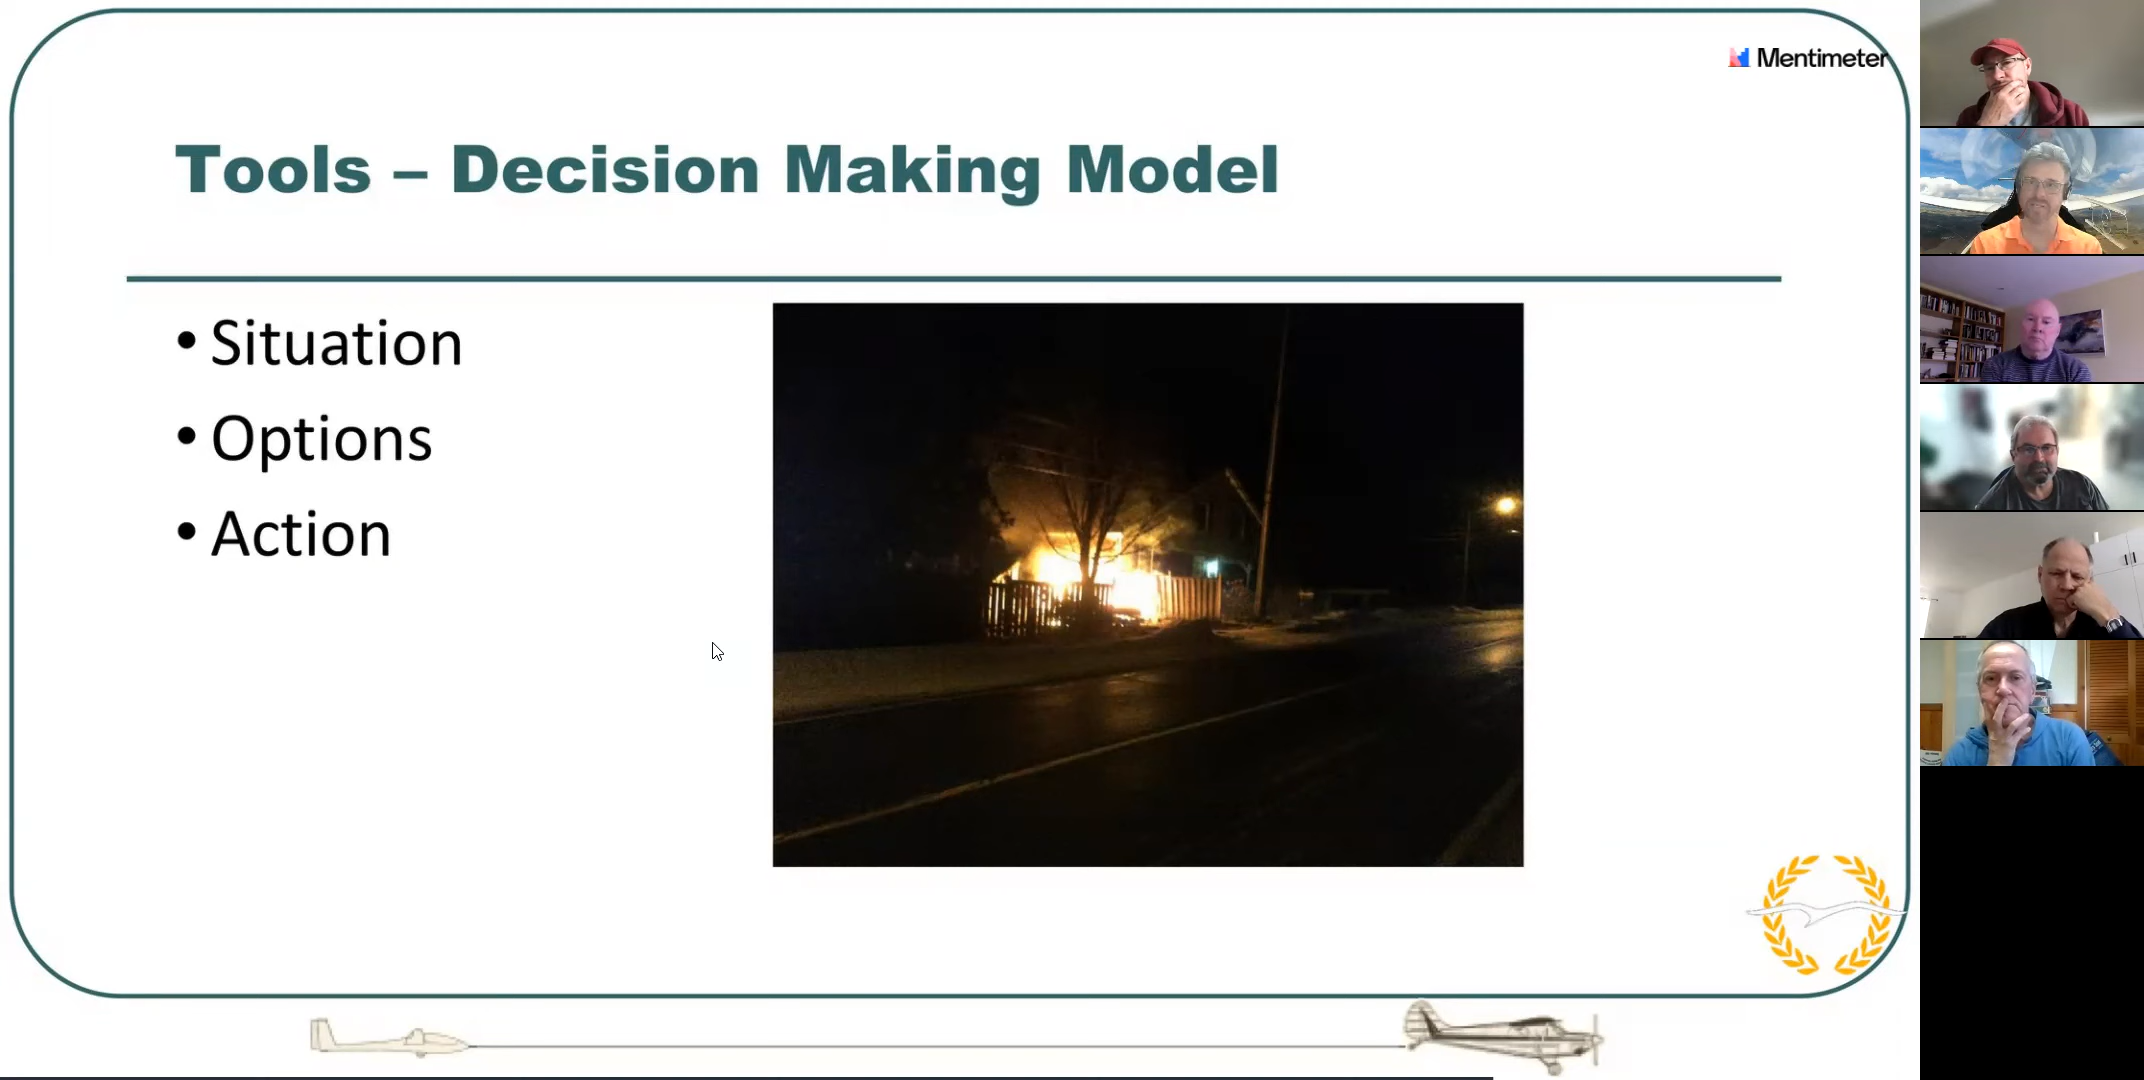 Mentimeter
Tools – Decision Making Model
• Situation
• Options
• Action